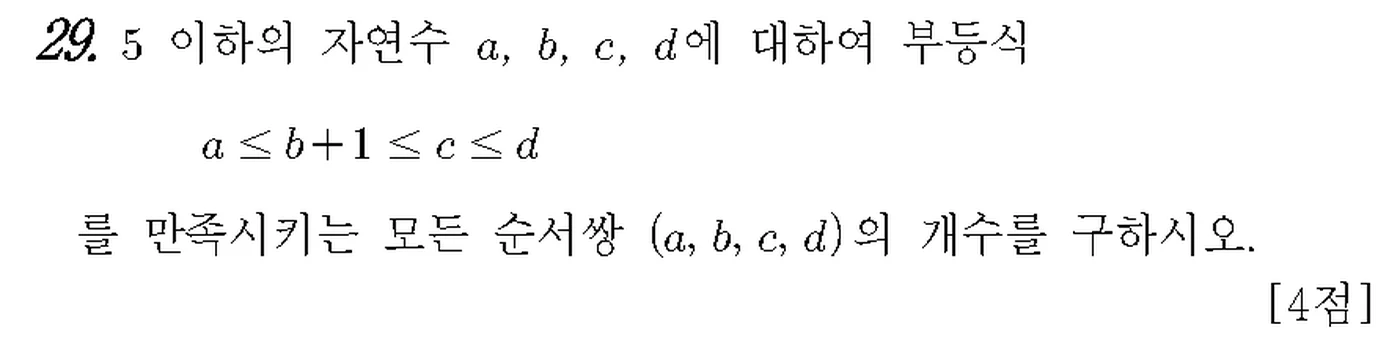 29. 5 이하의 자연수 a, b, c, d에 대하여 부등식
a ≤ b+1 ≤ c ≤ d
를 만족시키는 모든 순서쌍 (a, b, c, d)의 개수를 구하시오.
[4점]